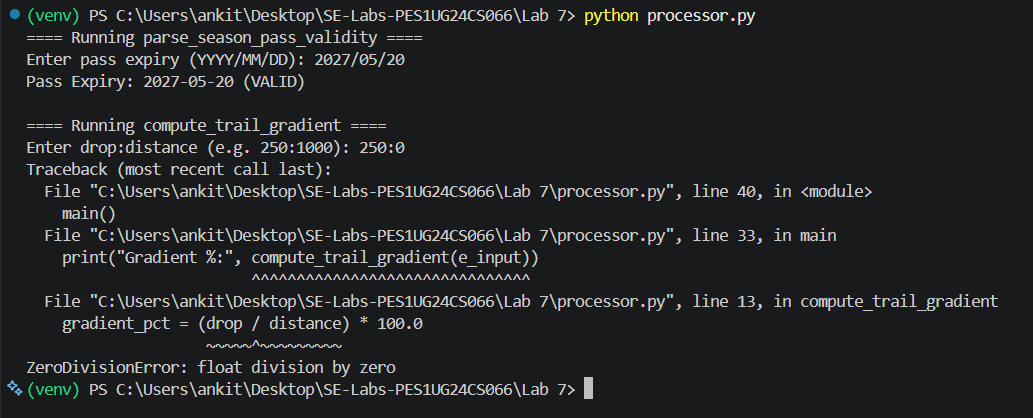 (venv) PS C:\Users\ankit\Desktop\SE-Labs-PES1UG24CS066\Lab 7> python processor.py
==== Running parse_season_pass_validity ====
Enter pass expiry (YYYY/MM/DD): 2027/05/20
Pass Expiry: 2027-05-20 (VALID)

==== Running compute_trail_gradient ====
Enter drop:distance (e.g. 250:1000): 250:0
Traceback (most recent call last):
  File "C:\Users\ankit\Desktop\SE-Labs-PES1UG24CS066\Lab 7\processor.py", line 40, in <module>
    main()
  File "C:\Users\ankit\Desktop\SE-Labs-PES1UG24CS066\Lab 7\processor.py", line 33, in main
    print("Gradient %:", compute_trail_gradient(e_input))
                         ^^^^^^^^^^^^^^^^^^^^^^^^^^^^^^^
  File "C:\Users\ankit\Desktop\SE-Labs-PES1UG24CS066\Lab 7\processor.py", line 13, in compute_trail_gradient
    gradient_pct = (drop / distance) * 100.0
                    ~~~~~^~~~~~~~~~
ZeroDivisionError: float division by zero
(venv) PS C:\Users\ankit\Desktop\SE-Labs-PES1UG24CS066\Lab 7>